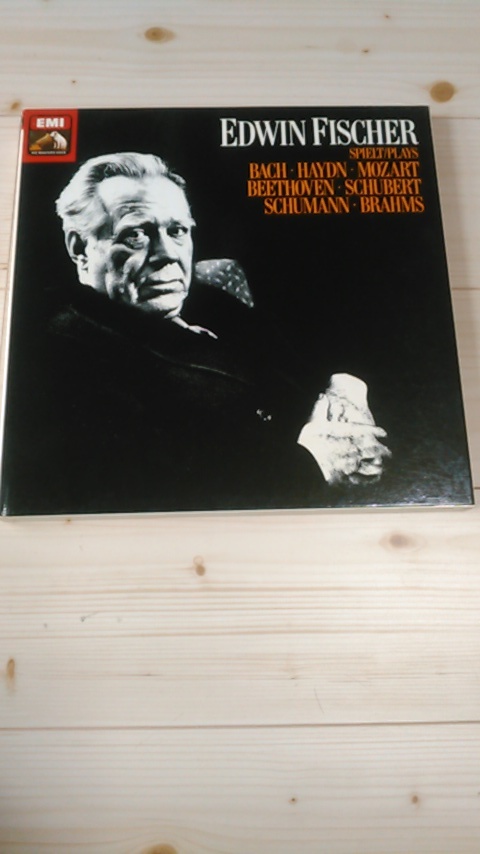 EMI
EDWIN FISCHER
SPIELT/PLAYS
BACH · HAYDN · MOZART
BEETHOVEN · SCHUBERT
SCHUMANN · BRAHMS